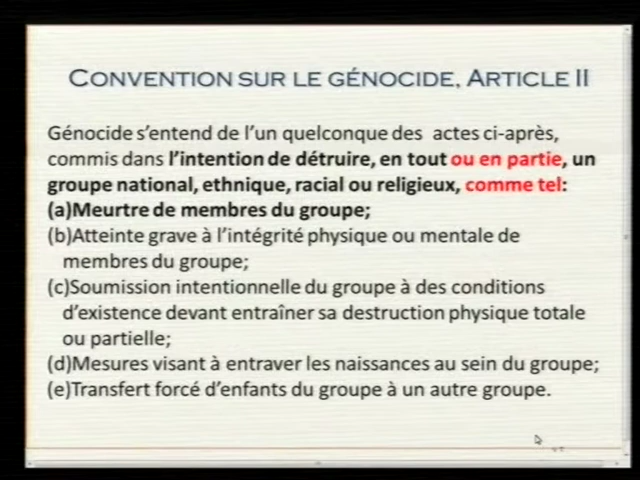 CONVENTION SUR LE GÉNOCIDE, ARTICLE II
Génocide s'entend de l'un quelconque des actes ci-après,
commis dans l'intention de détruire, en tout ou en partie, un
groupe national, ethnique, racial ou religieux, comme tel:
(a)Meurtre de membres du groupe;
(b)Atteinte grave à l'intégrité physique ou mentale de
membres du groupe;
(c)Soumission intentionnelle du groupe à des conditions
d'existence devant entraîner sa destruction physique totale
ou partielle;
(d)Mesures visant à entraver les naissances au sein du groupe;
(e)Transfert forcé d'enfants du groupe à un autre groupe.